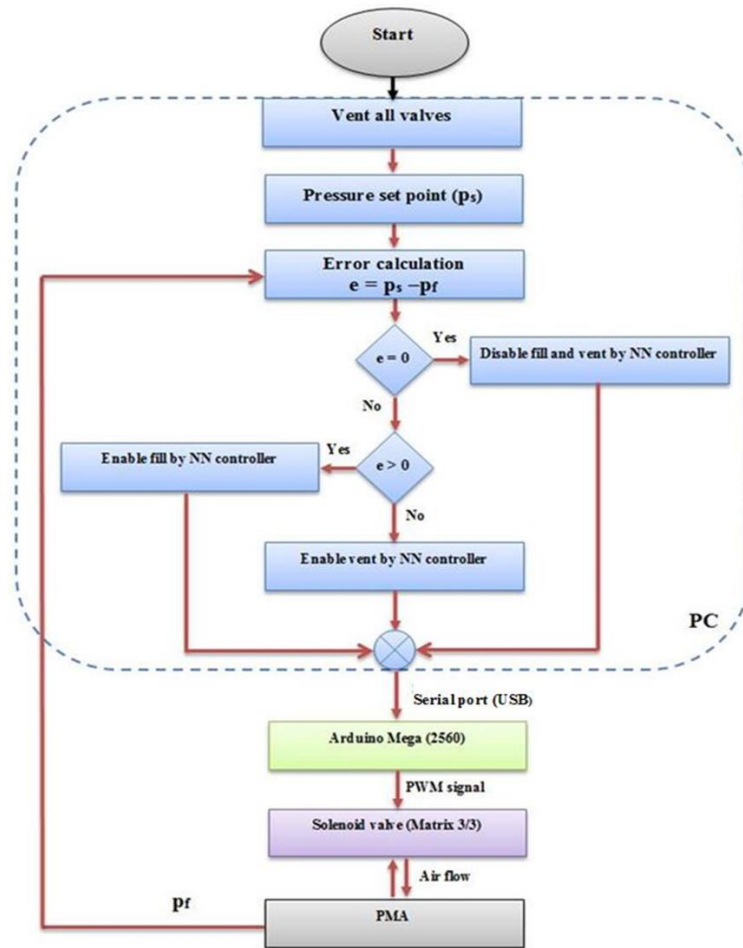 Start
Vent all valves
Pressure set point (ps)
Error calculation
e = ps –pf
e = 0
Yes
Disable fill and vent by NN controller
No
e > 0
Yes
Enable fill by NN controller
No
Enable vent by NN controller
PC
Serial port (USB)
Arduino Mega (2560)
PWM signal
Solenoid valve (Matrix 3/3)
Air flow
pf
PMA